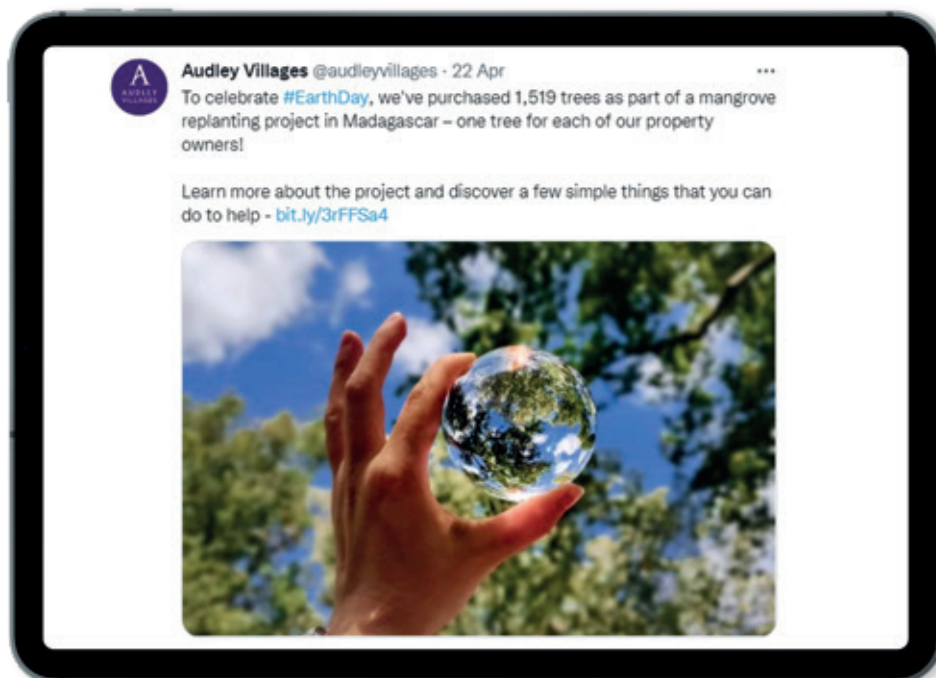 A
AUDLEY
VILLAGES
Audley Villages @audleyvillages · 22 Apr
To celebrate #EarthDay, we've purchased 1,519 trees as part of a mangrove
replanting project in Madagascar – one tree for each of our property
owners!
Learn more about the project and discover a few simple things that you can
do to help - bit.ly/3rFFSa4